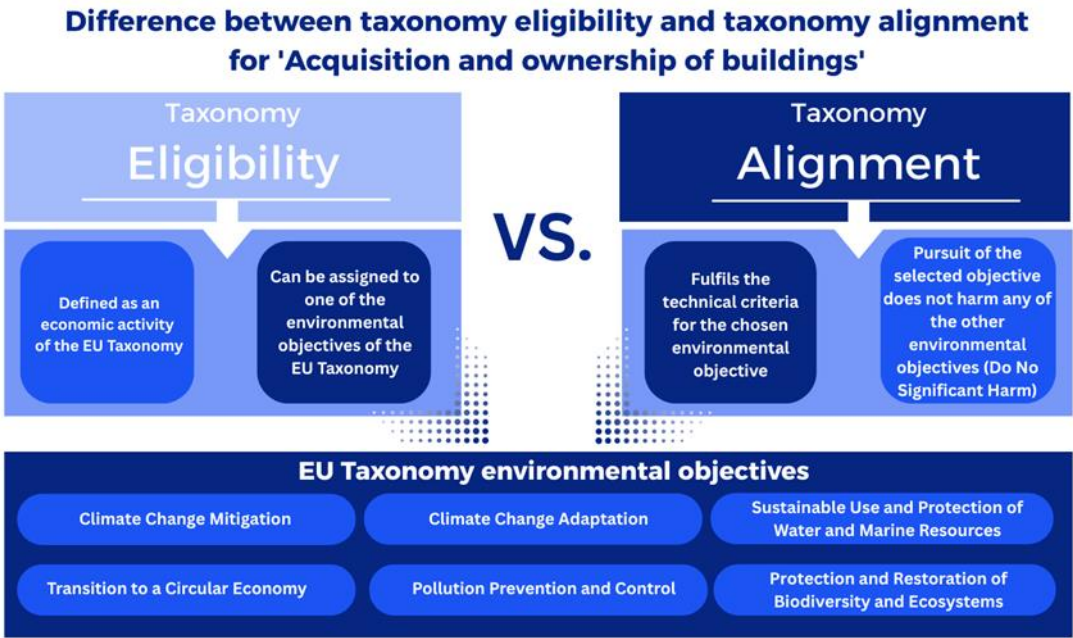 Difference between taxonomy eligibility and taxonomy alignment
for 'Acquisition and ownership of buildings'
Taxonomy
Eligibility
Defined as an
economic activity
of the EU Taxonomy
Can be assigned to
one of the
environmental
objectives of the
EU Taxonomy
VS.
Taxonomy
Alignment
Fulfils the
technical criteria
for the chosen
environmental
objective
Pursuit of the
selected objective
does not harm any of
the other
environmental
objectives (Do No
Significant Harm)
EU Taxonomy environmental objectives
Climate Change Mitigation
Climate Change Adaptation
Sustainable Use and Protection of
Water and Marine Resources
Transition to a Circular Economy
Pollution Prevention and Control
Protection and Restoration of
Biodiversity and Ecosystems